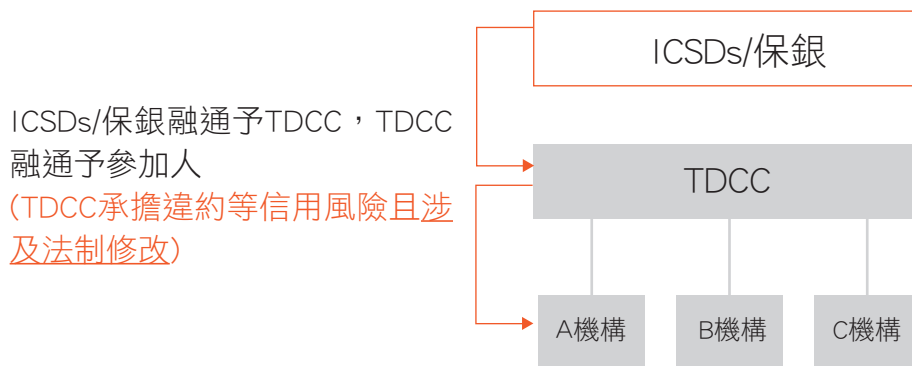 ICSDs/保銀
ICSDs/保銀融通予TDCC，TDCC
融通予參加人
(TDCC承擔違約等信用風險且涉
及法制修改)
TDCC
A機構
B機構
C機構